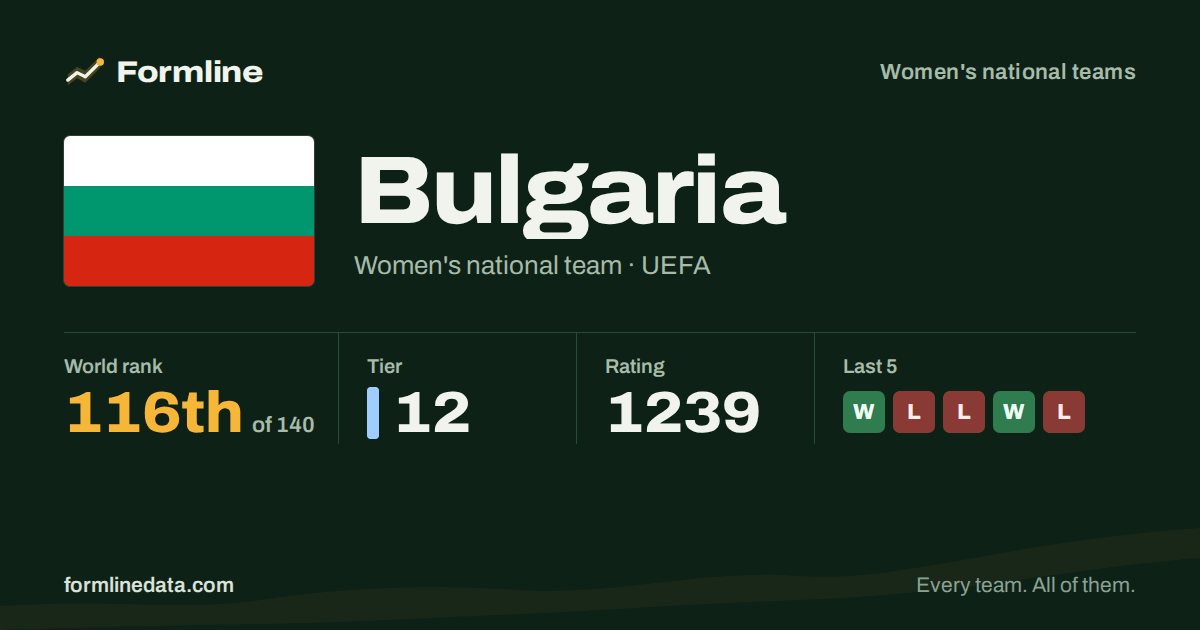 Formline
Women's national teams
Bulgaria
Women's national team · UEFA
World rank
116th of 140
Tier
12
Rating
1239
Last 5
W L L W L
formlinedata.com
Every team. All of them.